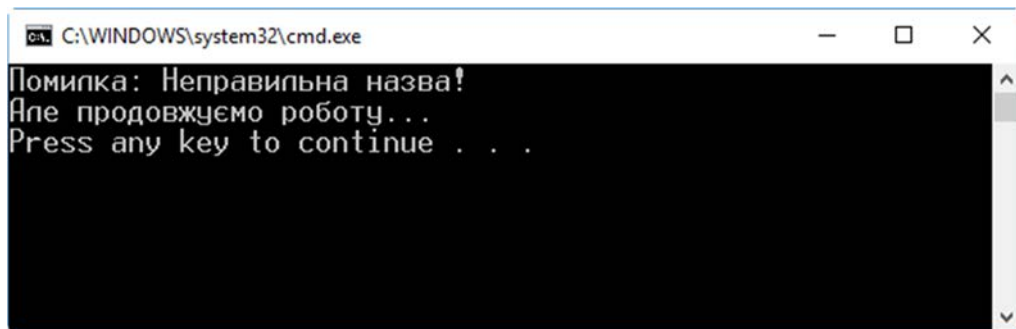 C:\WINDOWS\system32\cmd.exe
Помилка: Неправильна назва!
Але продовжуємо роботу...
Press any key to continue . . .